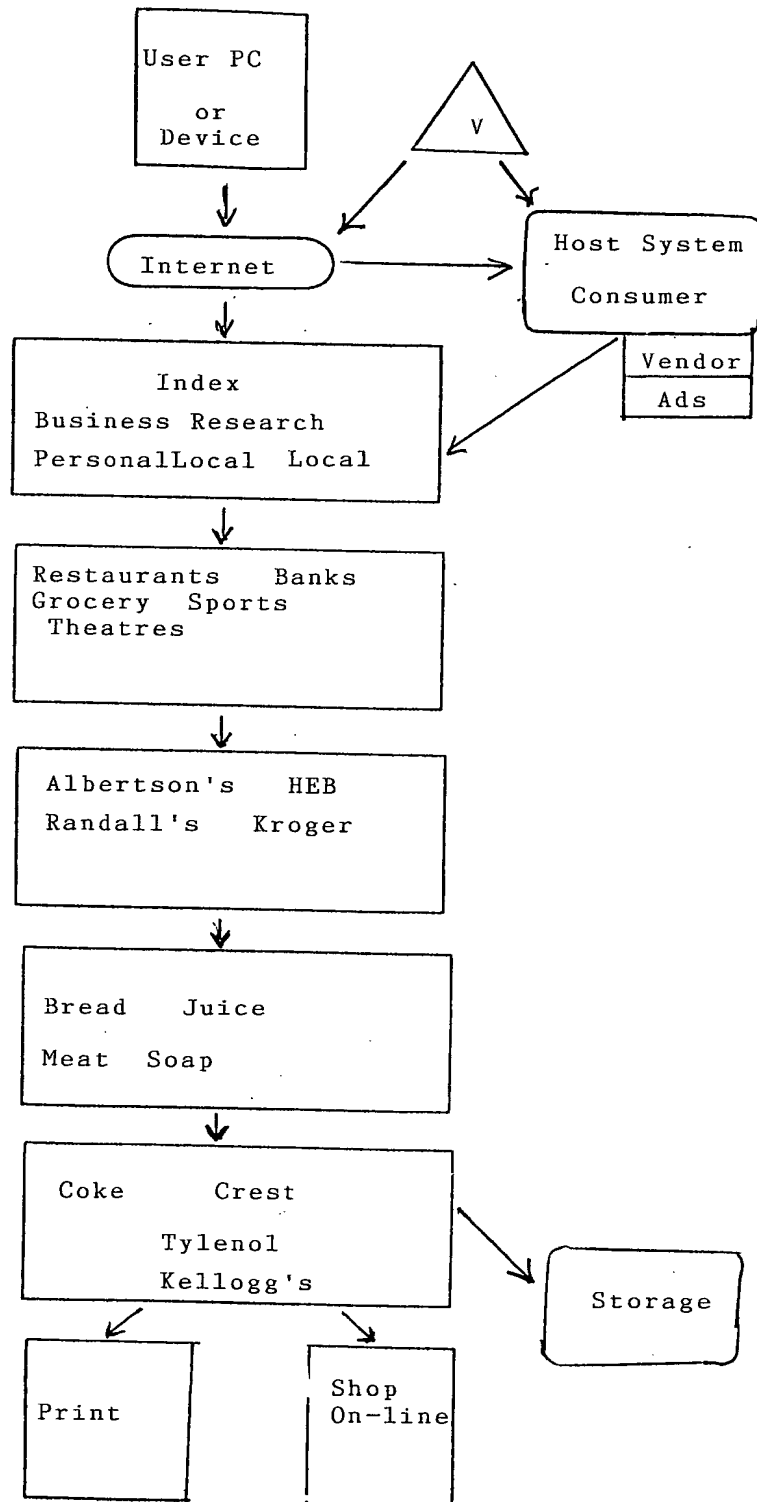 User PC
or
Device
V
Internet
Host System
Consumer
Vendor
Ads
Index
Business Research
PersonalLocal Local
Restaurants Banks
Grocery Sports
Theatres
Albertson's HEB
Randall's Kroger
Bread Juice
Meat Soap
Coke Crest
Tylenol
Kellogg's
Storage
Print
Shop
On-line